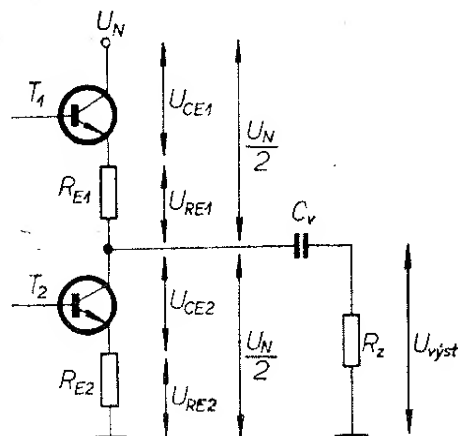 U_N
T_1
U_CE1
U_N/2
R_E1
U_RE1
C_v
T_2
U_CE2
U_N/2
R_z
U_výst
R_E2
U_RE2